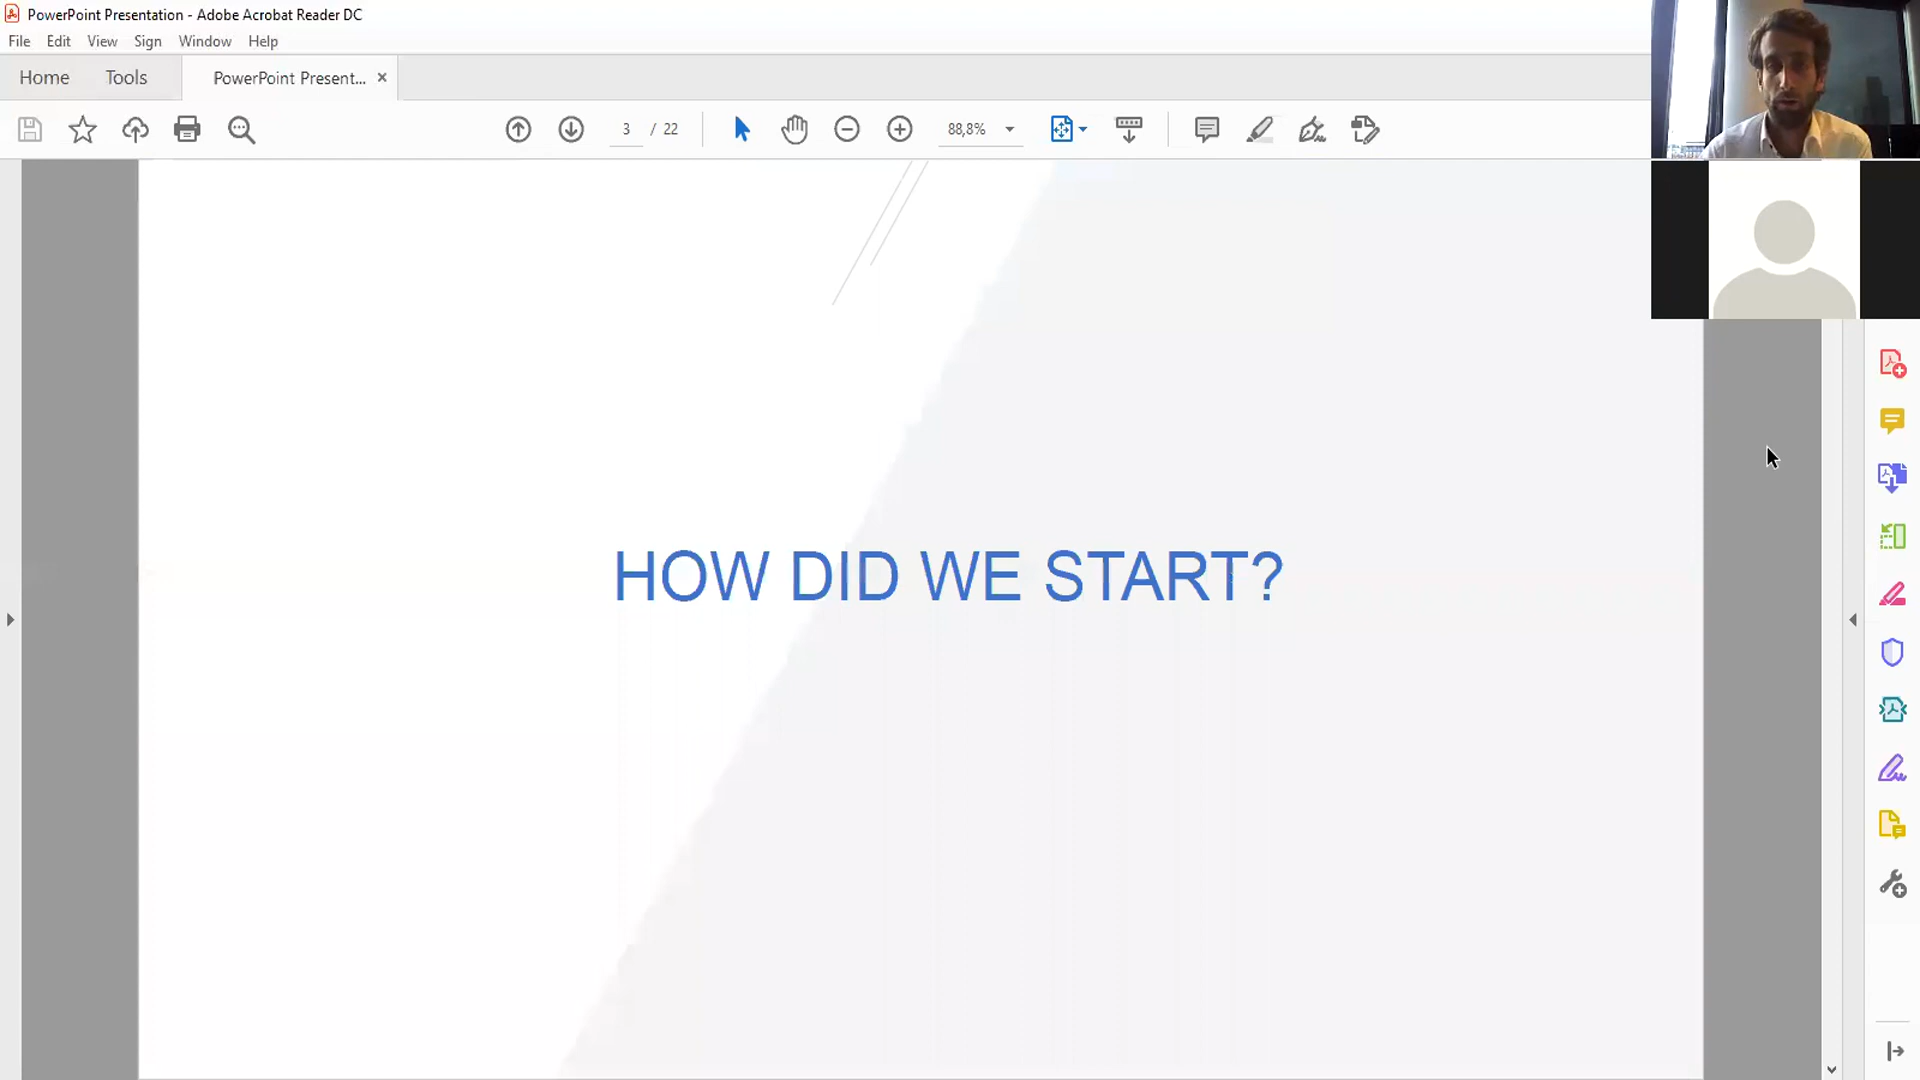 PowerPoint Presentation - Adobe Acrobat Reader DC
File Edit View Sign Window Help
Home Tools PowerPoint Present... ×
3 / 22 88,8%
HOW DID WE START?